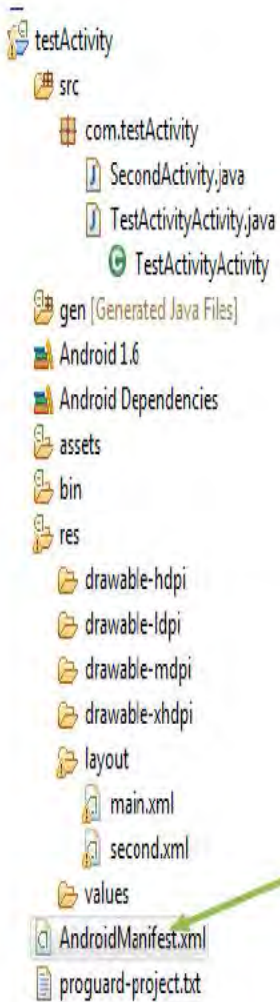 testActivity
src
com.testActivity
SecondActivity.java
TestActivityActivity.java
TestActivityActivity
gen [Generated Java Files]
Android 1.6
Android Dependencies
assets
bin
res
drawable-hdpi
drawable-ldpi
drawable-mdpi
drawable-xhdpi
layout
main.xml
second.xml
values
AndroidManifest.xml
proguard-project.txt